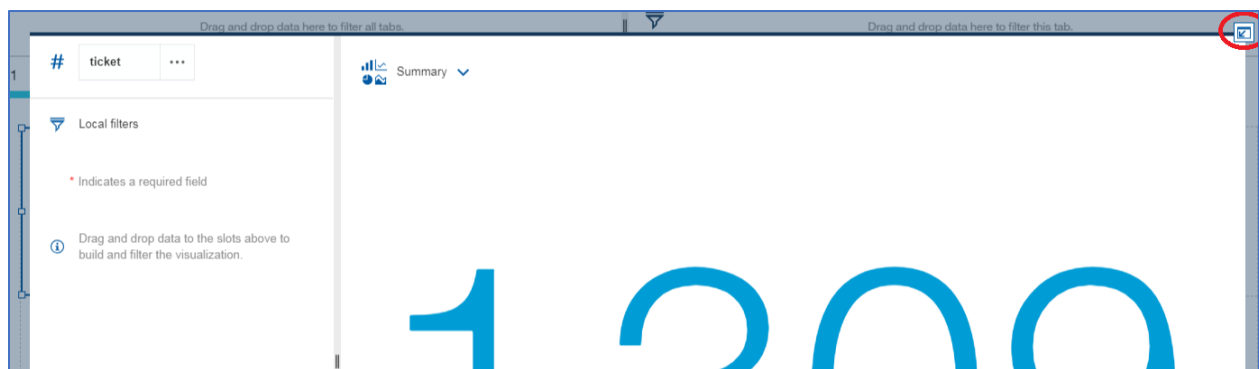 Drag and drop data here to filter all tabs.
Drag and drop data here to filter this tab.
1
# ticket ...
Summary
Local filters
* Indicates a required field
Drag and drop data to the slots above to
build and filter the visualization.